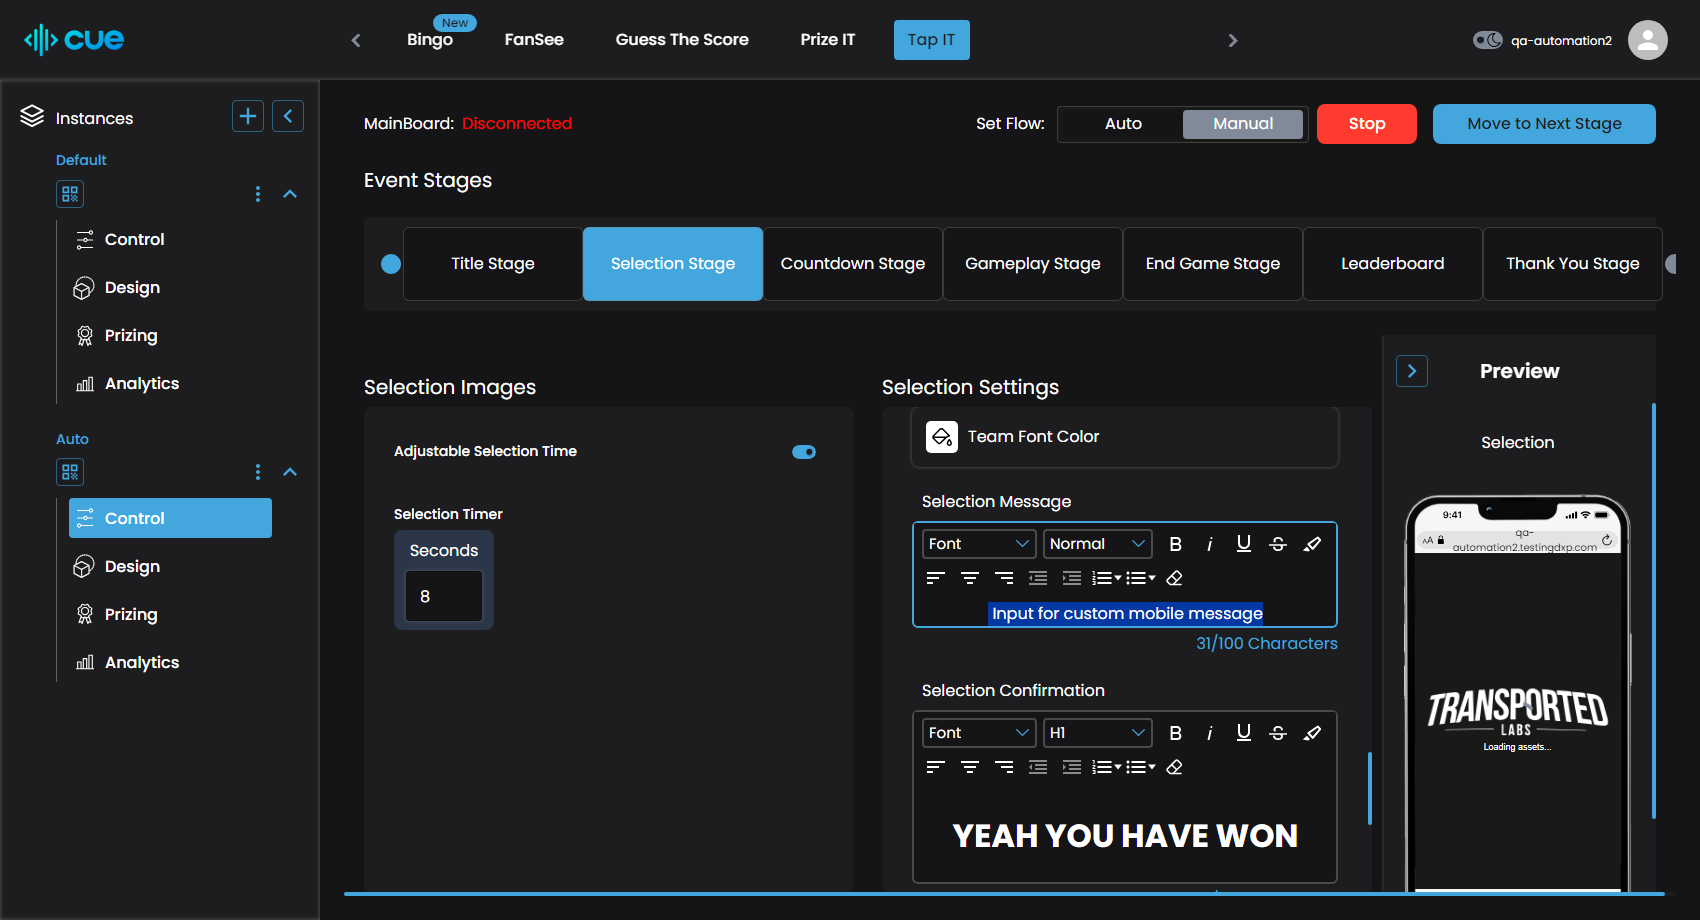 cue
New
Bingo
FanSee
Guess The Score
Prize IT
Tap IT
qa-automation2
Instances
Default
Control
Design
Prizing
Analytics
Auto
Control
Design
Prizing
Analytics
MainBoard: Disconnected
Set Flow:
Auto
Manual
Stop
Move to Next Stage
Event Stages
Title Stage
Selection Stage
Countdown Stage
Gameplay Stage
End Game Stage
Leaderboard
Thank You Stage
Selection Images
Adjustable Selection Time
Selection Timer
Seconds
8
Selection Settings
Team Font Color
Selection Message
Font
Normal
B i U S
Input for custom mobile message
31/100 Characters
Selection Confirmation
Font
H1
B i U S
YEAH YOU HAVE WON
Preview
Selection
9:41
AA
qa-
automation2.testingdxp.com
TRANSPORTED
LABS
Loading assets...